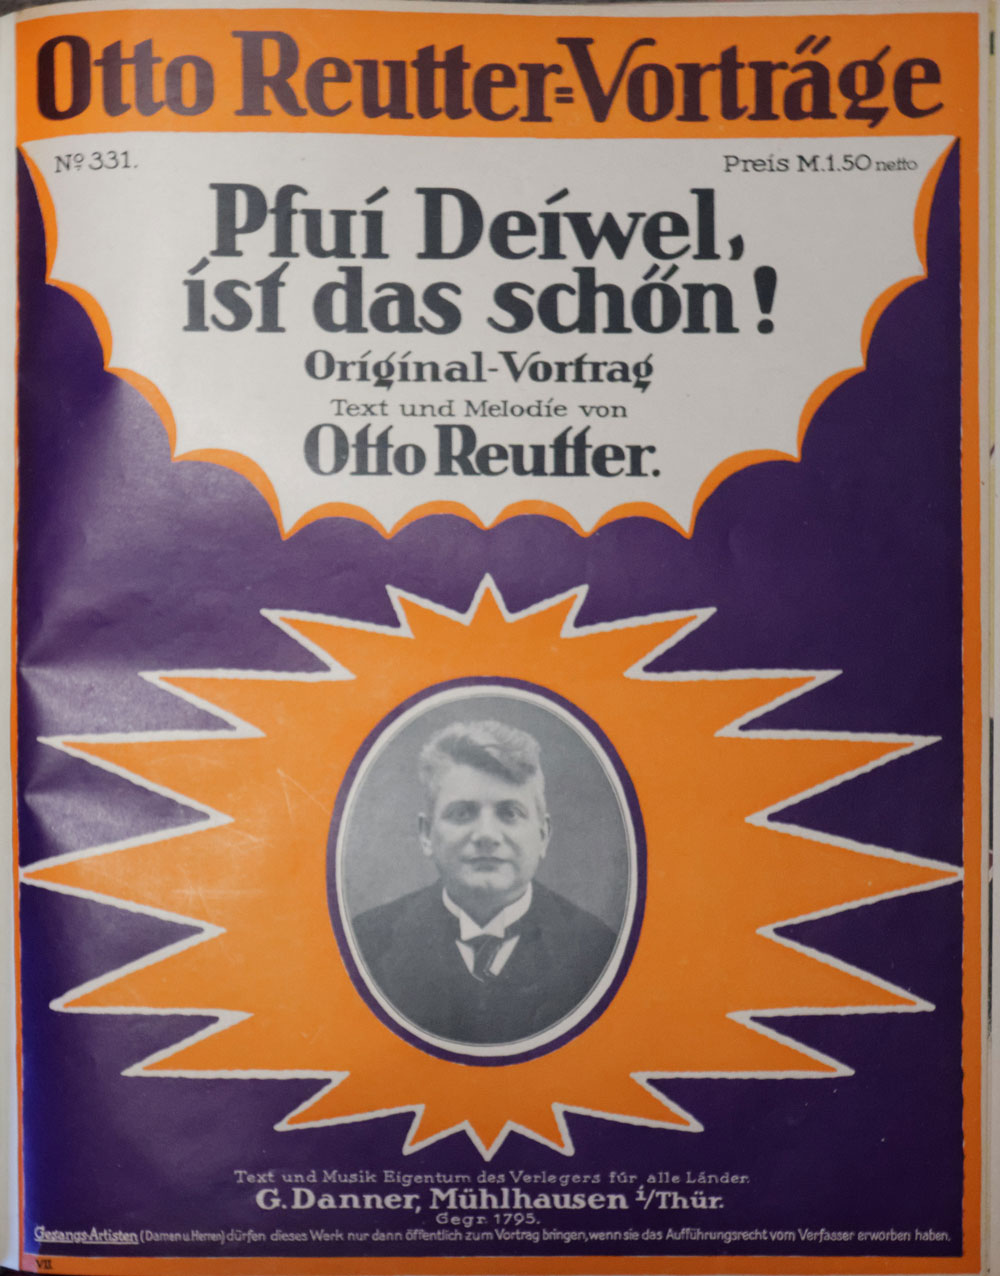 Otto Reutter=Vorträge
No. 331.
Preis M.1.50 netto
Pfui Deiwel,
ist das schön!
Original-Vortrag
Text und Melodie von
Otto Reutter.
Text und Musik Eigentum des Verlegers für alle Länder.
G. Danner, Mühlhausen i/Thür.
Gegr. 1795.
Gesangs-Artisten (Damen u. Herren) dürfen dieses Werk nur dann öffentlich zum Vortrag bringen, wenn sie das Aufführungsrecht vom Verfasser erworben haben.
VII